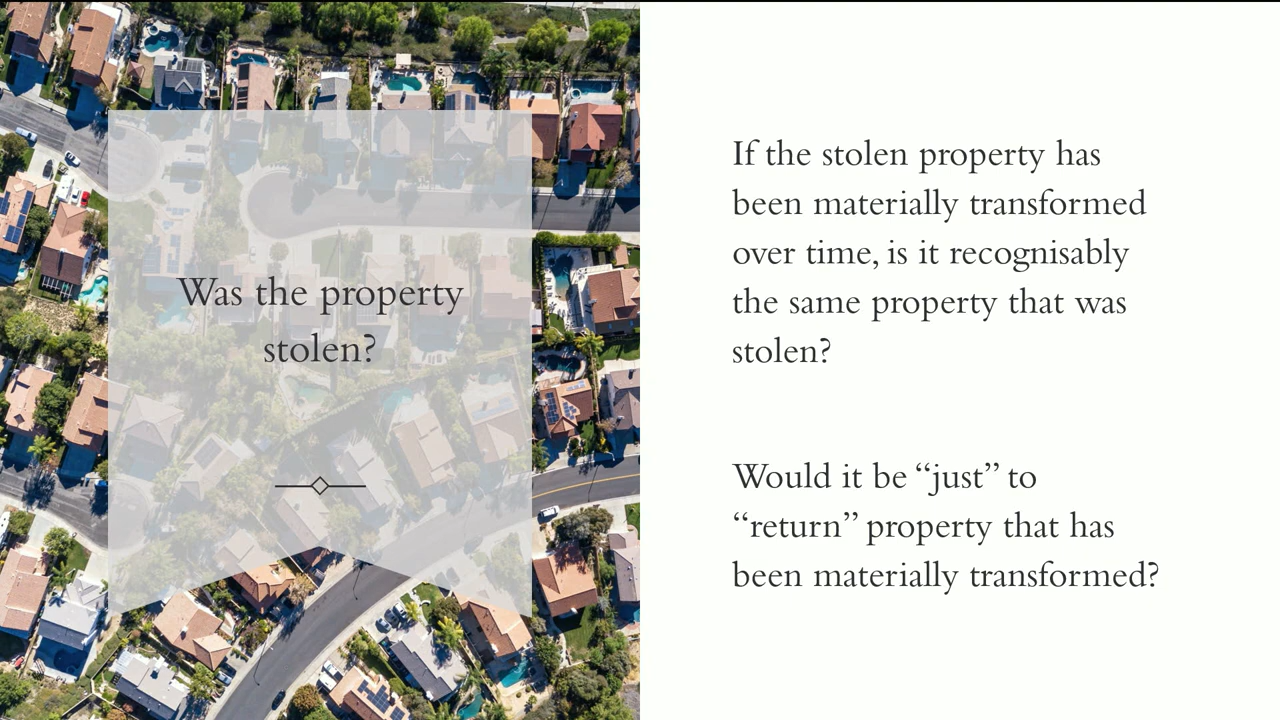 Was the property
stolen?
If the stolen property has
been materially transformed
over time, is it recognisably
the same property that was
stolen?
Would it be “just” to
“return” property that has
been materially transformed?